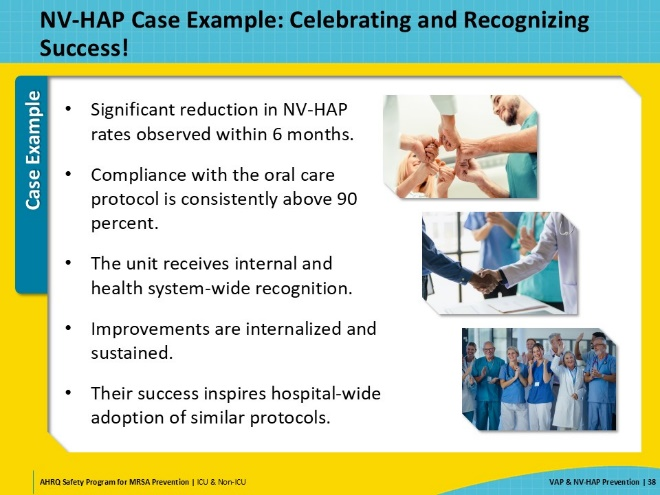 NV-HAP Case Example: Celebrating and Recognizing
Success!
Case Example
• Significant reduction in NV-HAP
rates observed within 6 months.
• Compliance with the oral care
protocol is consistently above 90
percent.
• The unit receives internal and
health system-wide recognition.
• Improvements are internalized and
sustained.
• Their success inspires hospital-wide
adoption of similar protocols.
AHRQ Safety Program for MRSA Prevention | ICU & Non-ICU
VAP & NV-HAP Prevention | 38